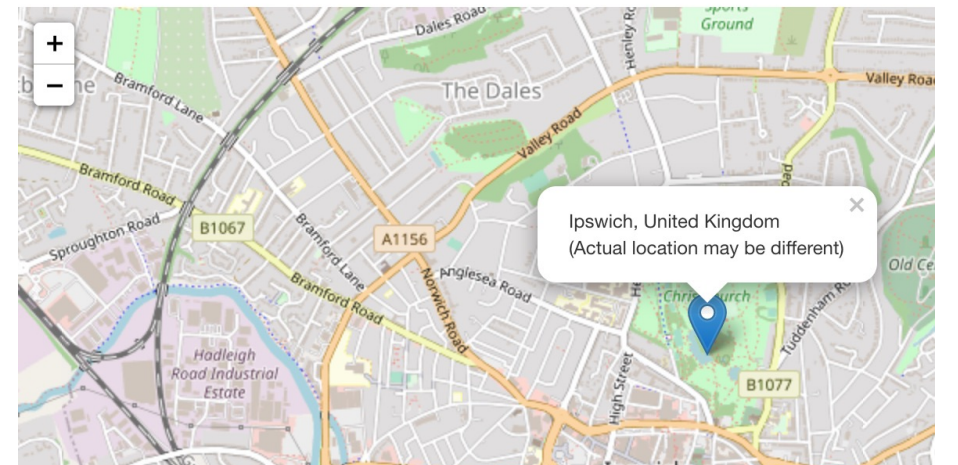 +
−
Dales Road
Henley Ro
Sports
Ground
Bramford Lane
The Dales
Valley Road
Valley Road
Bramford Road
Sproughton Road
B1067
Bramford Lane
A1156
Ipswich, United Kingdom
(Actual location may be different)
×
Old Ce
Anglesea Road
Norwich Road
Bramford Road
Tuddenham Ro
Hadleigh
Road Industrial
Estate
High Street
B1077